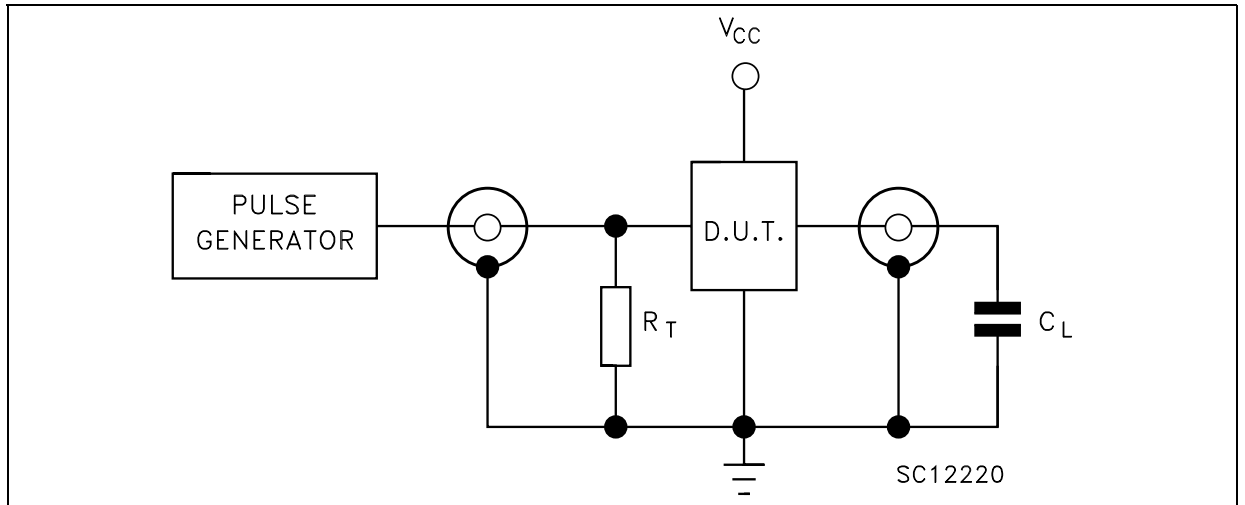 VCC
PULSE
GENERATOR
D.U.T.
RT
CL
SC12220